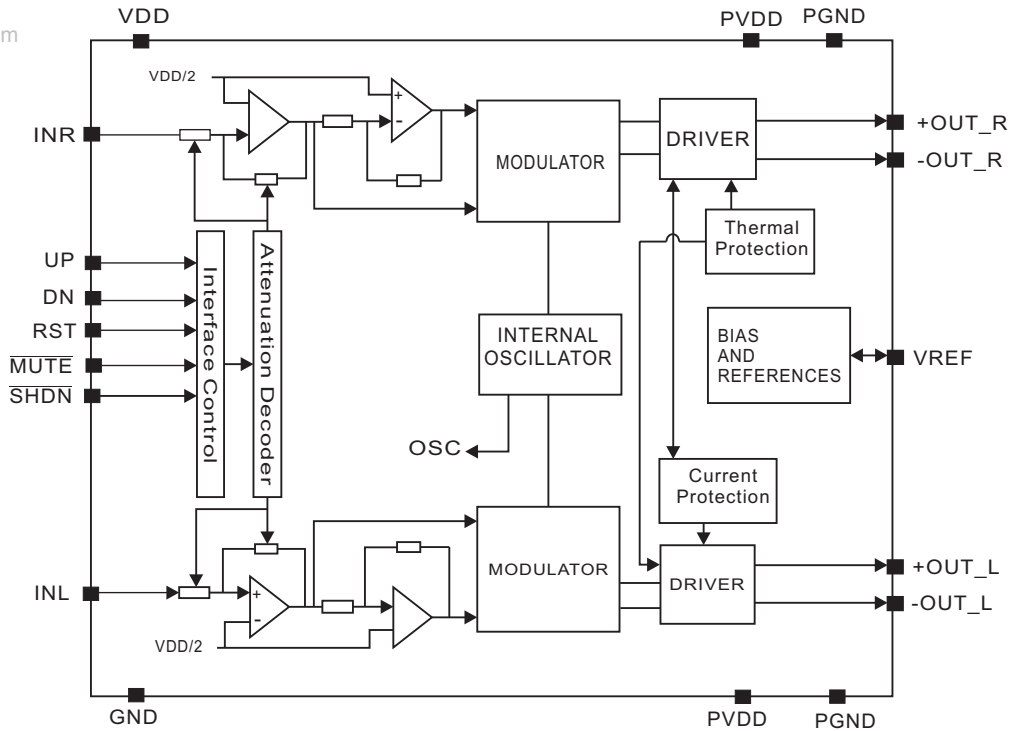 m
VDD
PVDD
PGND
VDD/2
+
-
INR
MODULATOR
DRIVER
+OUT_R
-OUT_R
Thermal
Protection
UP
DN
RST
MUTE
SHDN
Interface Control
Attenuation Decoder
INTERNAL
OSCILLATOR
BIAS
AND
REFERENCES
VREF
OSC
Current
Protection
INL
+
-
VDD/2
MODULATOR
DRIVER
+OUT_L
-OUT_L
GND
PVDD
PGND